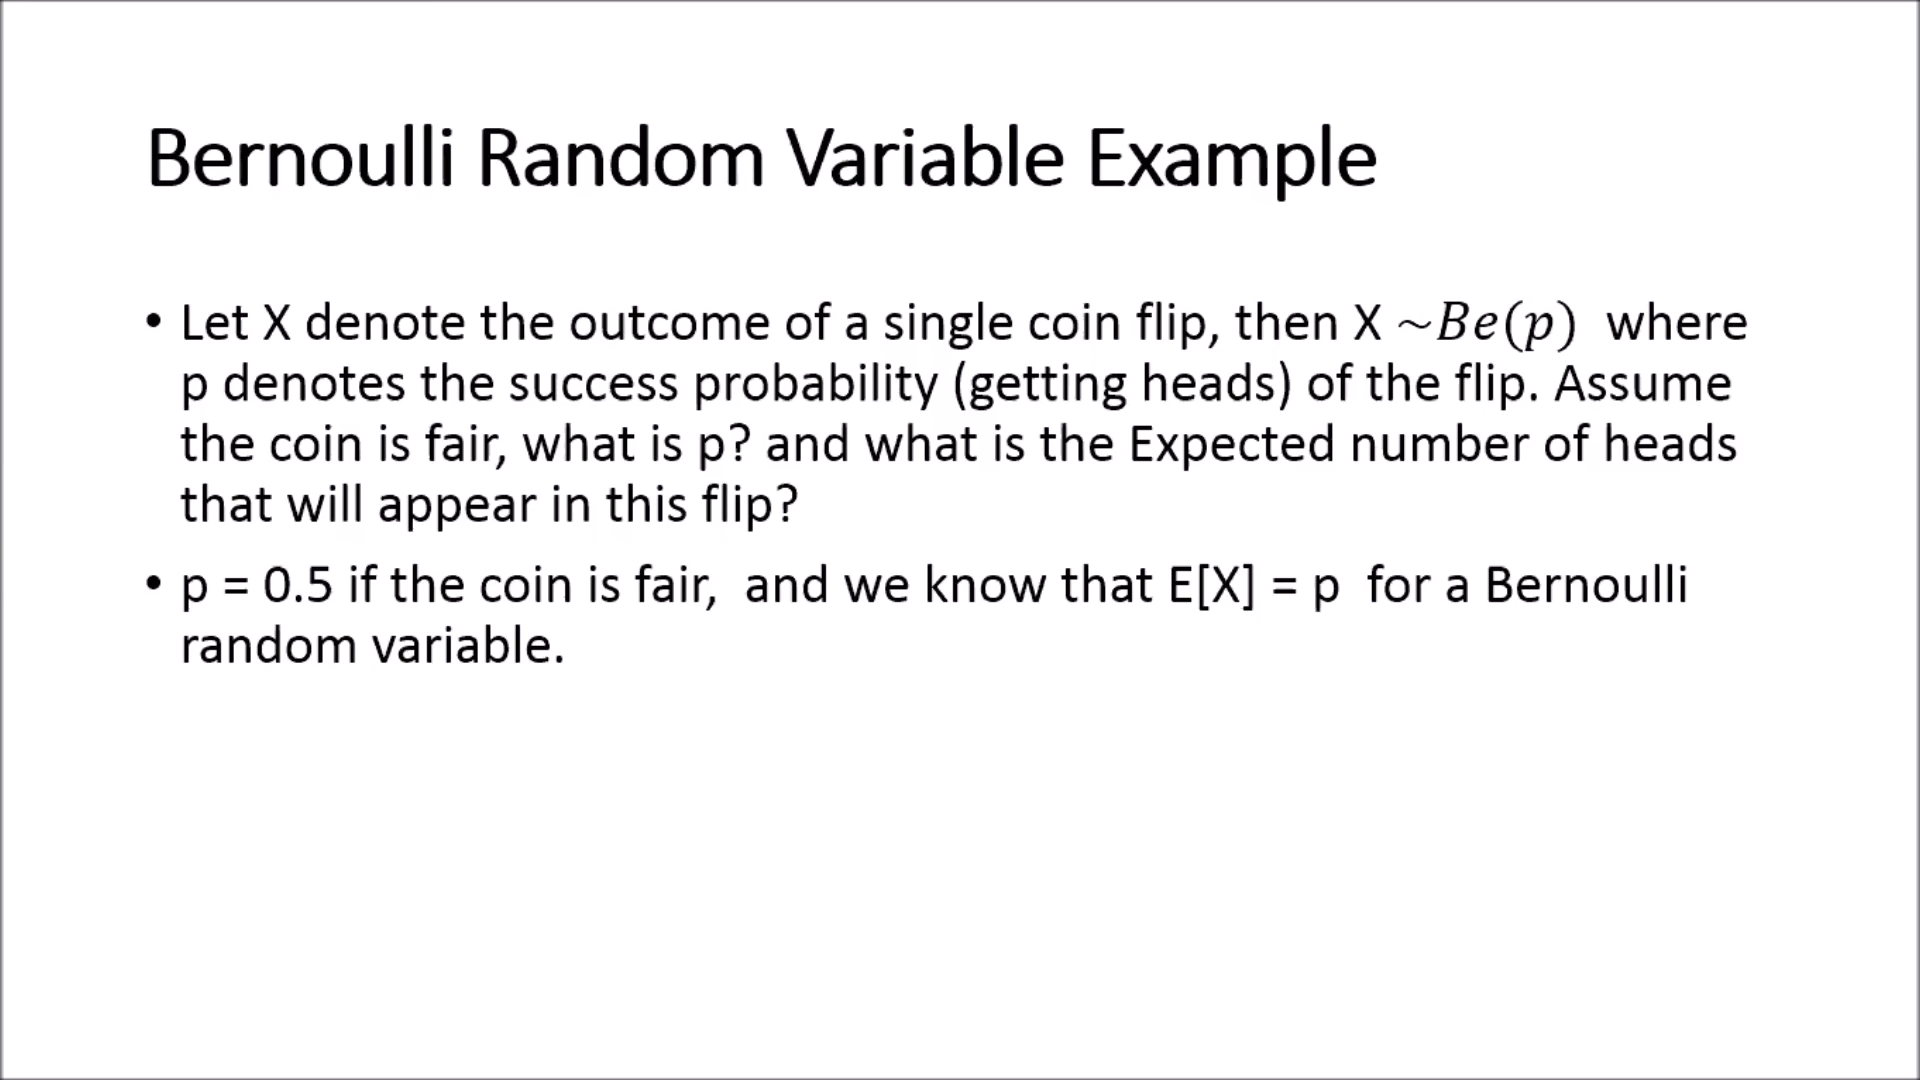 Bernoulli Random Variable Example
• Let X denote the outcome of a single coin flip, then X ~Be(p) where
p denotes the success probability (getting heads) of the flip. Assume
the coin is fair, what is p? and what is the Expected number of heads
that will appear in this flip?
• p = 0.5 if the coin is fair, and we know that E[X] = p for a Bernoulli
random variable.